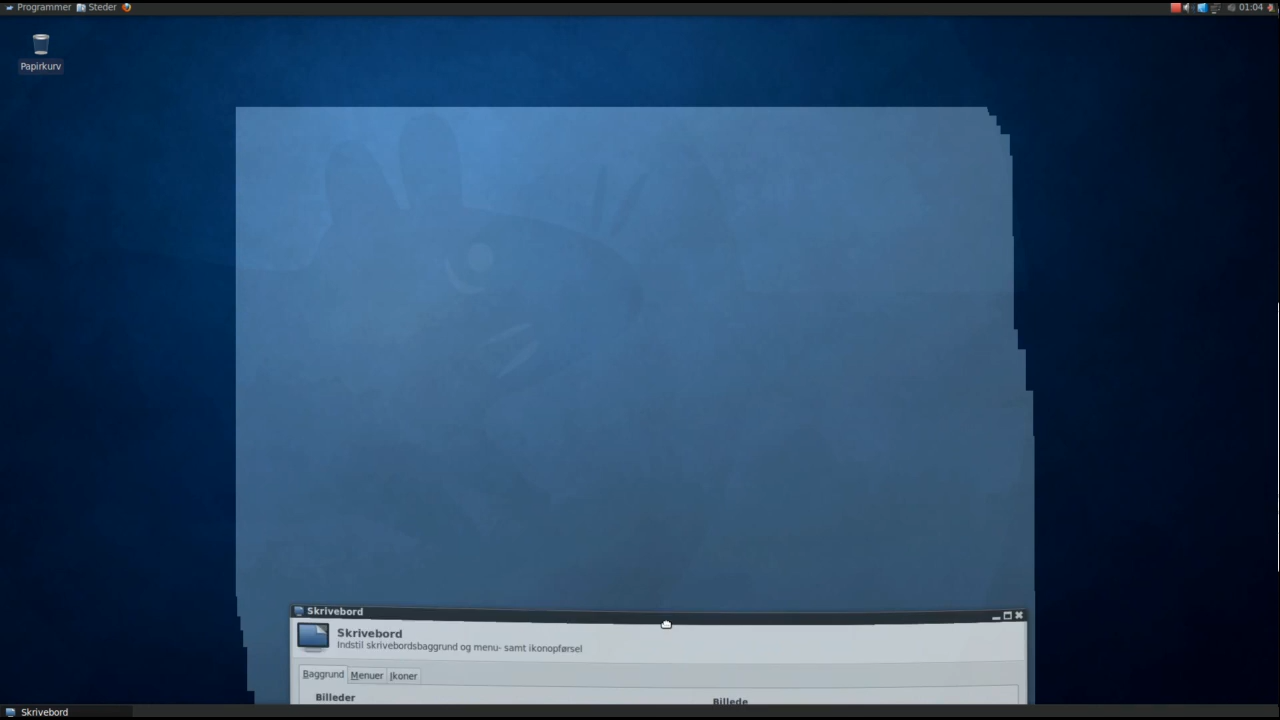 Programmer Steder 01:04
Papirkurv
Skrivebord
Skrivebord
Indstil skrivebordsbaggrund og menu- samt ikonopførsel
Baggrund Menuer Ikoner
Billeder Billede
Skrivebord